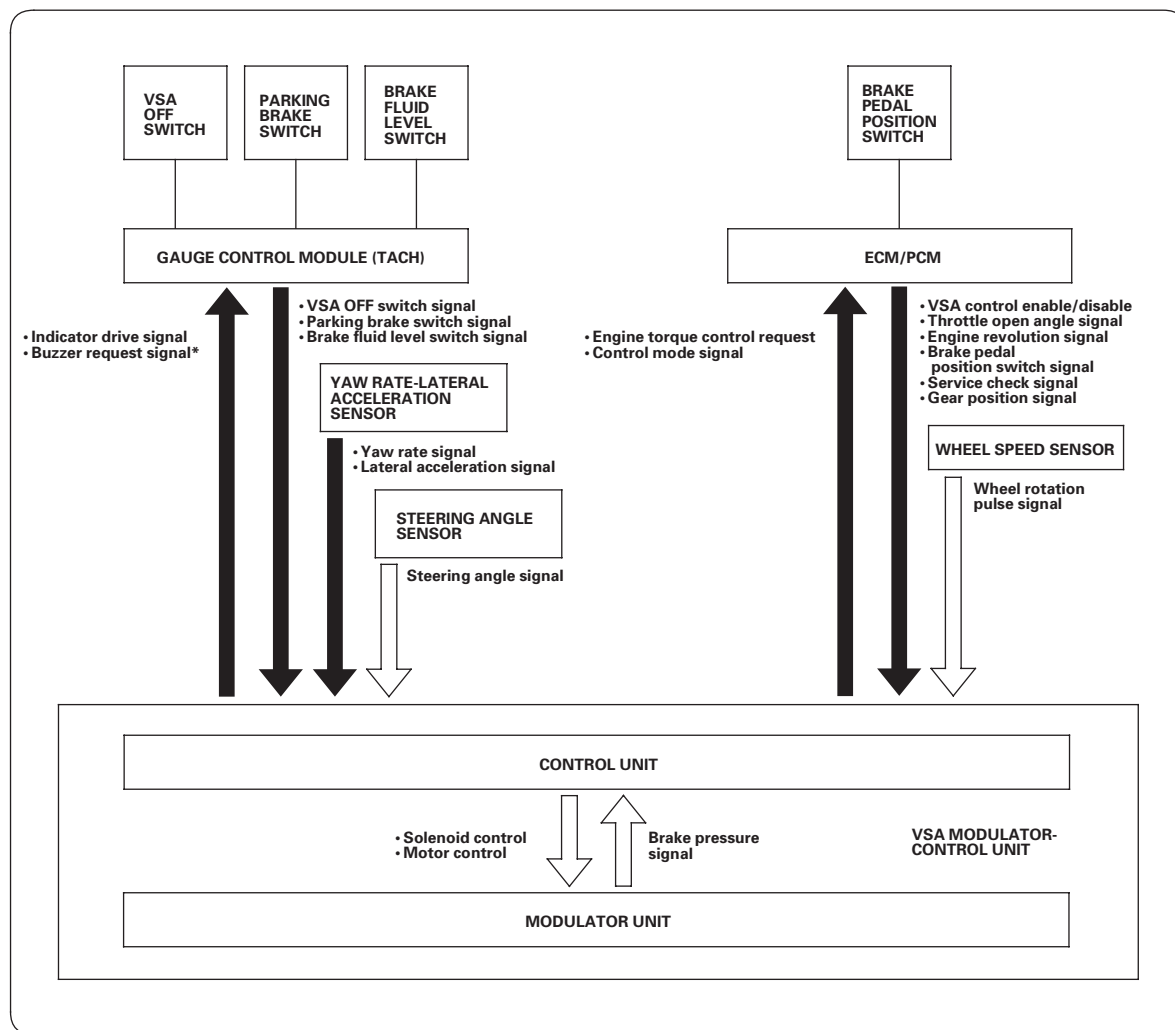 VSA
OFF
SWITCH
PARKING
BRAKE
SWITCH
BRAKE
FLUID
LEVEL
SWITCH
BRAKE
PEDAL
POSITION
SWITCH
GAUGE CONTROL MODULE (TACH)
ECM/PCM
• Indicator drive signal
• Buzzer request signal*
• VSA OFF switch signal
• Parking brake switch signal
• Brake fluid level switch signal
• Engine torque control request
• Control mode signal
• VSA control enable/disable
• Throttle open angle signal
• Engine revolution signal
• Brake pedal
position switch signal
• Service check signal
• Gear position signal
YAW RATE-LATERAL
ACCELERATION
SENSOR
• Yaw rate signal
• Lateral acceleration signal
WHEEL SPEED SENSOR
Wheel rotation
pulse signal
STEERING ANGLE
SENSOR
Steering angle signal
CONTROL UNIT
• Solenoid control
• Motor control
Brake pressure
signal
VSA MODULATOR-
CONTROL UNIT
MODULATOR UNIT